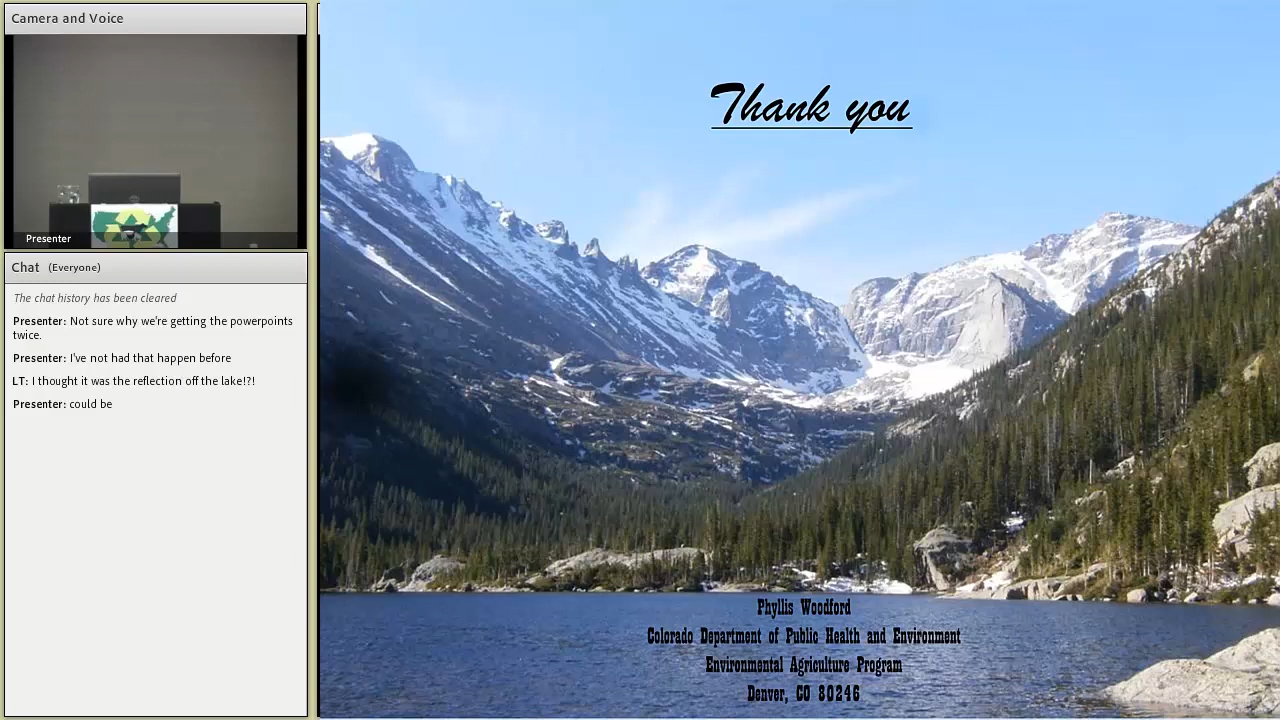 Camera and Voice
Presenter
Chat (Everyone)
The chat history has been cleared
Presenter: Not sure why we're getting the powerpoints
twice.
Presenter: I've not had that happen before
LT: I thought it was the reflection off the lake!?!
Presenter: could be
Thank you
Phyllis Woodford
Colorado Department of Public Health and Environment
Environmental Agriculture Program
Denver, CO 80246